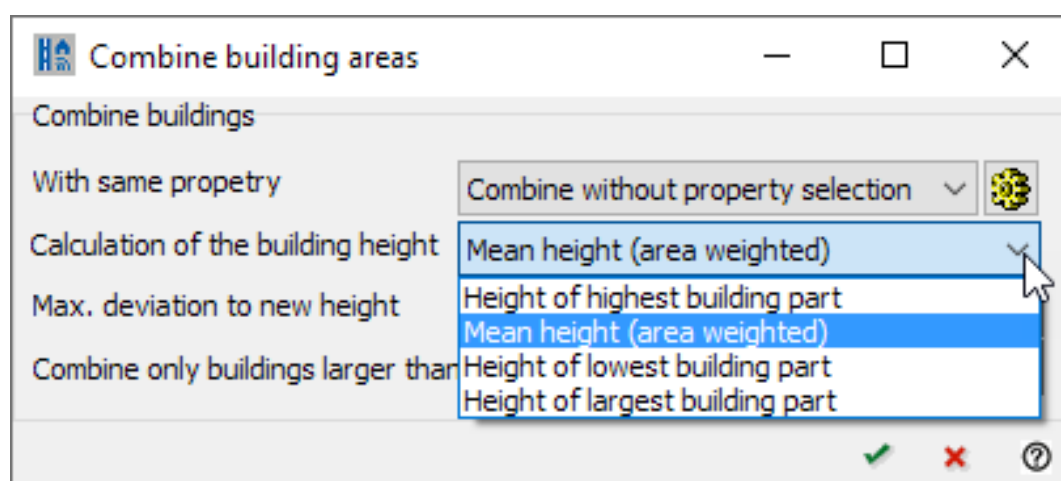 Combine building areas
Combine buildings
With same propetry
Combine without property selection
Calculation of the building height
Mean height (area weighted)
Max. deviation to new height
Height of highest building part
Mean height (area weighted)
Combine only buildings larger than
Height of lowest building part
Height of largest building part